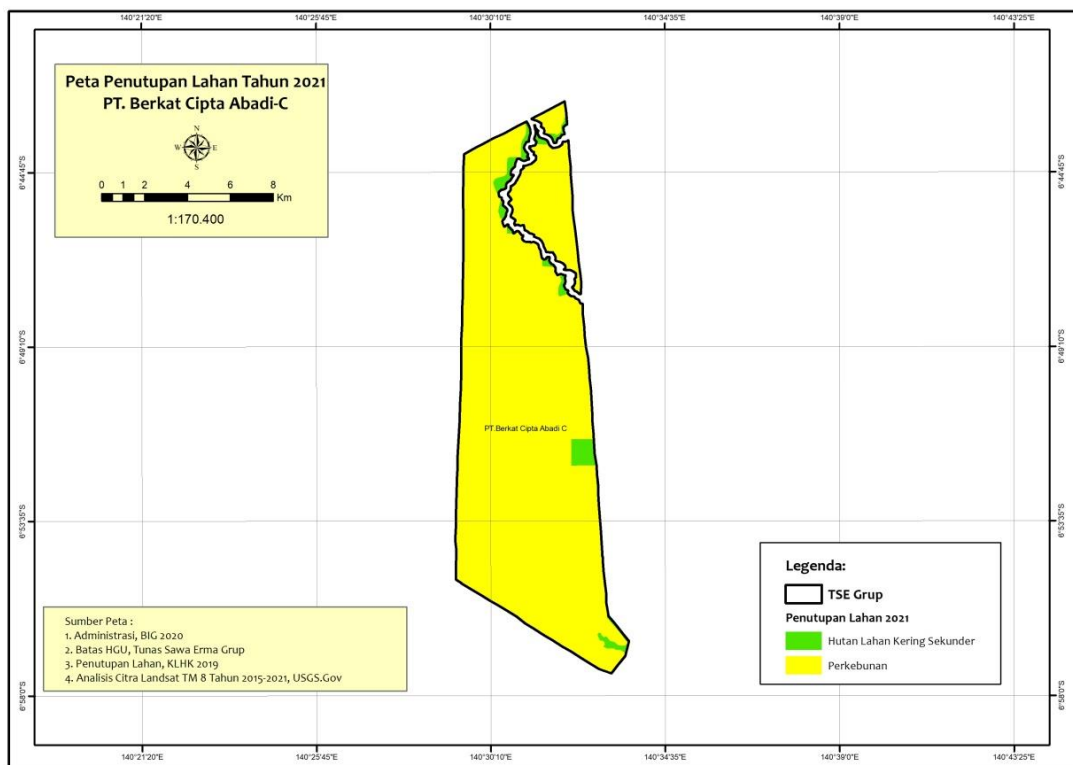 140°21'20"E 140°25'45"E 140°30'10"E 140°34'35"E 140°39'0"E 140°43'25"E
Peta Penutupan Lahan Tahun 2021
PT. Berkat Cipta Abadi-C
N
W E
S
0 1 2 4 6 8
Km
1:170.400
6°44'45"S 6°44'45"S
6°49'10"S 6°49'10"S
PT Berkat Cipta Abadi C
6°53'35"S 6°53'35"S
Legenda:
TSE Grup
Penutupan Lahan 2021
Hutan Lahan Kering Sekunder
Perkebunan
Sumber Peta :
1. Administrasi, BIG 2020
2. Batas HGU, Tunas Sawa Erma Grup
3. Penutupan Lahan, KLHK 2019
4. Analisis Citra Landsat TM 8 Tahun 2015-2021, USGS.Gov
6°58'0"S 6°58'0"S
140°21'20"E 140°25'45"E 140°30'10"E 140°34'35"E 140°39'0"E 140°43'25"E